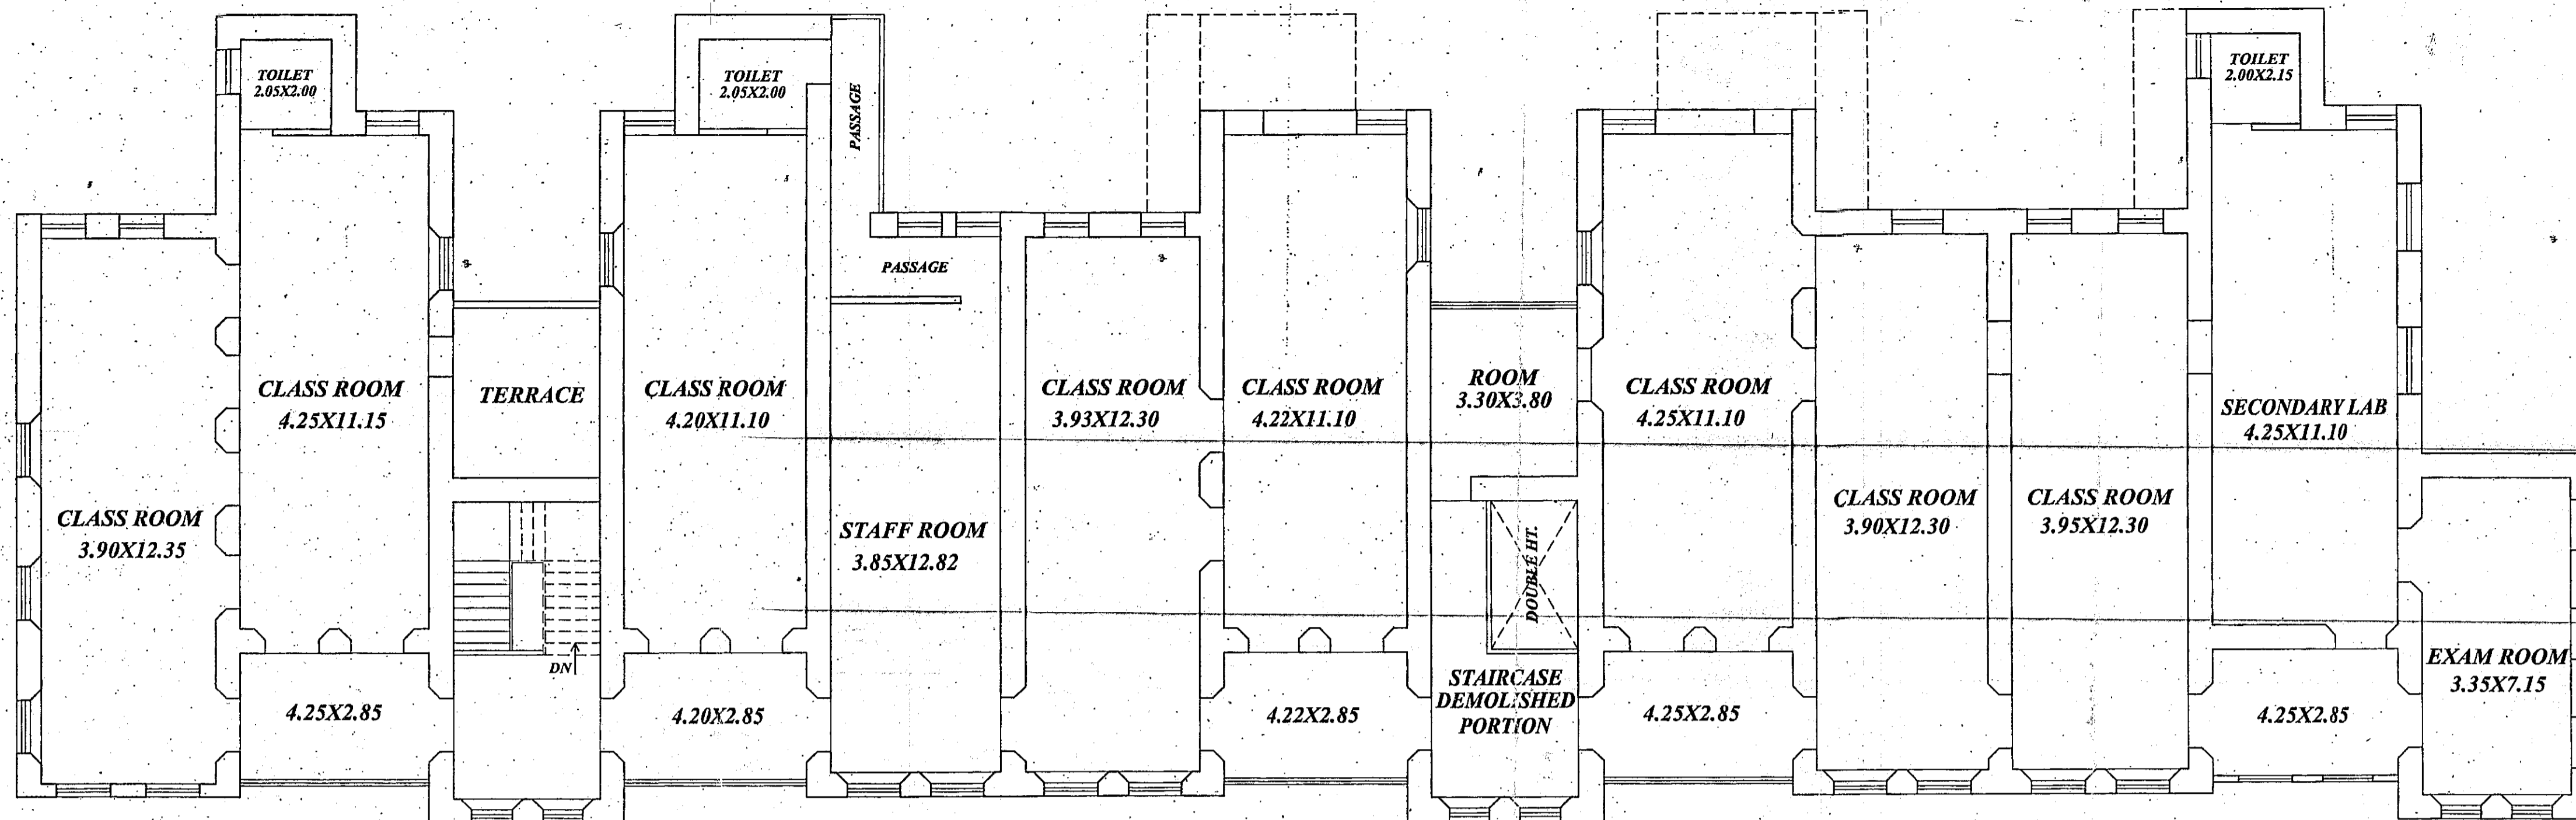 TOILET
2.05X2.00
TOILET
2.05X2.00
PASSAGE
TOILET
2.00X2.15
PASSAGE
CLASS ROOM
3.90X12.35
CLASS ROOM
4.25X11.15
TERRACE
CLASS ROOM
4.20X11.10
STAFF ROOM
3.85X12.82
CLASS ROOM
3.93X12.30
CLASS ROOM
4.22X11.10
ROOM
3.30X3.80
CLASS ROOM
4.25X11.10
CLASS ROOM
3.90X12.30
CLASS ROOM
3.95X12.30
SECONDARY LAB
4.25X11.10
DOUBLE HT.
DN
4.25X2.85
4.20X2.85
4.22X2.85
STAIRCASE
DEMOLISHED
PORTION
4.25X2.85
4.25X2.85
EXAM ROOM
3.35X7.15